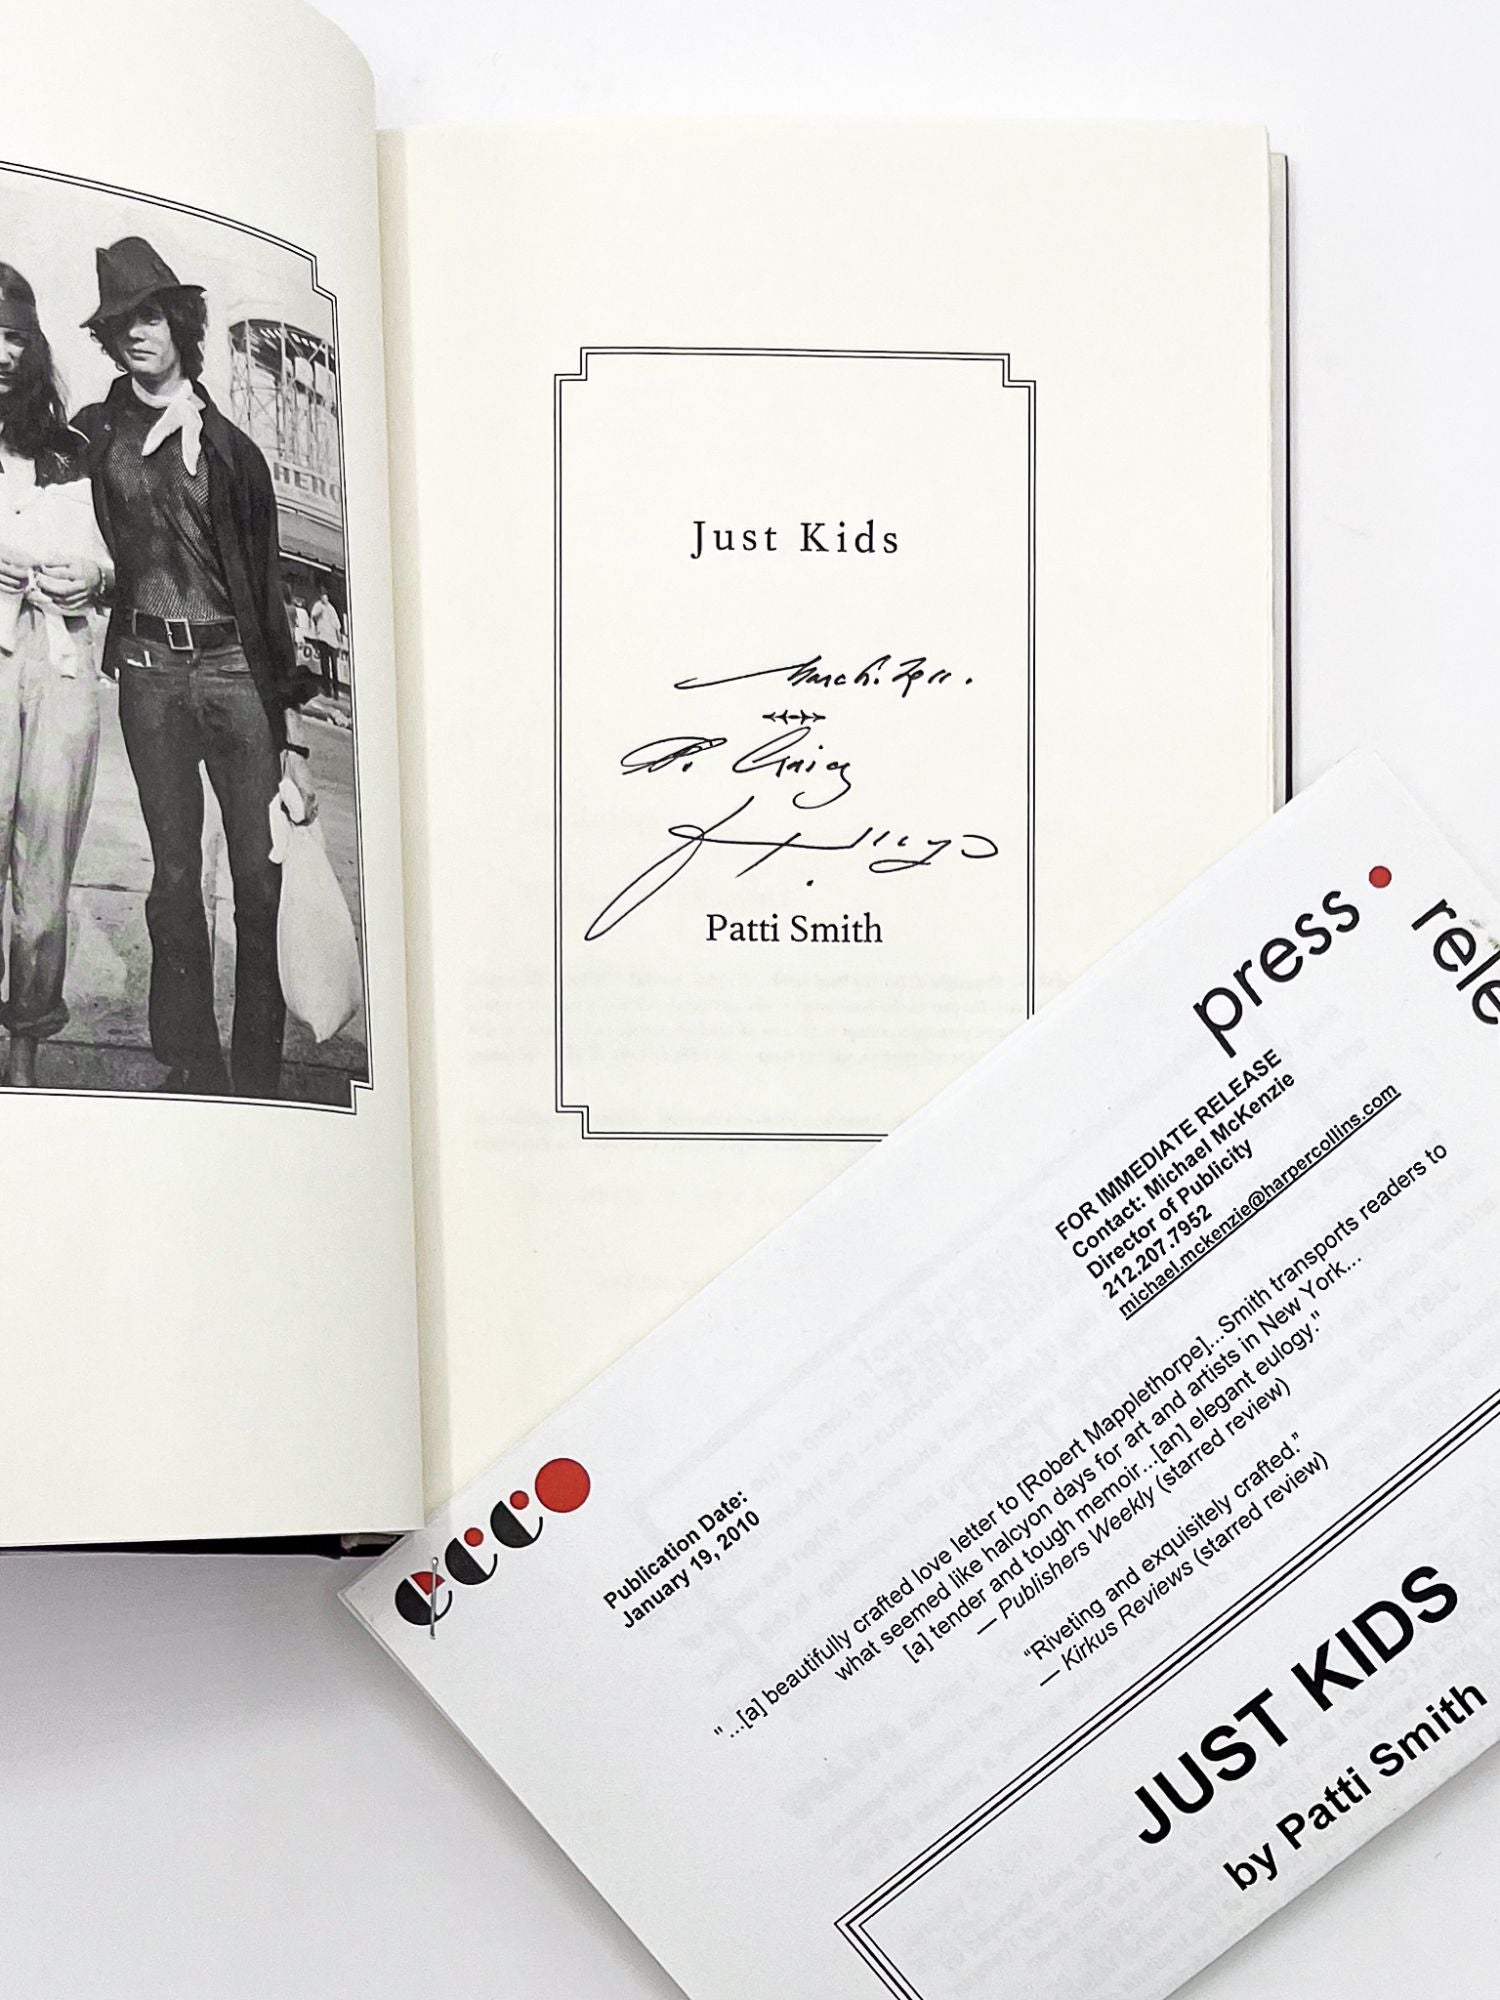 HERO
Just Kids
March. 2011.
Craig
Patti Smith
press • rele
FOR IMMEDIATE RELEASE
Contact: Michael McKenzie
Director of Publicity
212.207.7952
michael.mckenzie@harpercollins.com
ecco
Publication Date:
January 19, 2010
"...[a] beautifully crafted love letter to [Robert Mapplethorpe]...Smith transports readers to
what seemed like halcyon days for art and artists in New York...
[a] tender and tough memoir...[an] elegant eulogy."
— Publishers Weekly (starred review)
“Riveting and exquisitely crafted.”
— Kirkus Reviews (starred review)
JUST KIDS
by Patti Smith